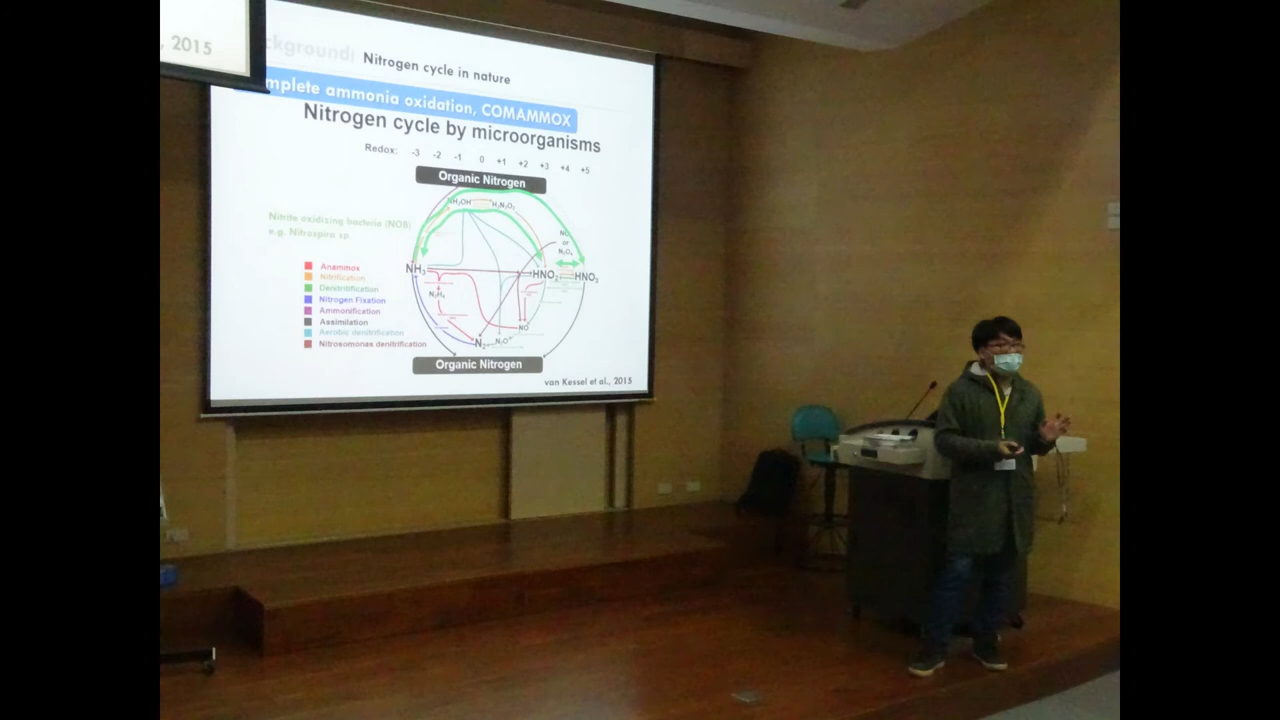 , 2015
ckground|
Nitrogen cycle in nature
mplete ammonia oxidation, COMAMMOX
Nitrogen cycle by microorganisms
Redox: -3 -2 -1 0 +1 +2 +3 +4 +5
Organic Nitrogen
NH₂OH H₂N₂O₂
Nitrite oxidizing bacteria (NOB)
e.g. Nitrospira sp.
or
N₂O₄
NH₃ HNO₂ HNO₃
Anammox
Nitrification
Denitritification
Nitrogen Fixation
Ammonification
Assimilation
Aerobic denitrification
Nitrosomonas denitrification
N₂H₄
NO
N₂ N₂O
Organic Nitrogen
van Kessel et al., 2015